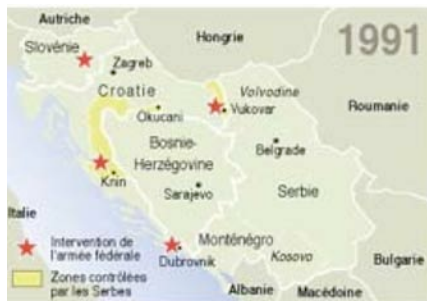 Autriche
Hongrie
1991
Slovénie
Zagreb
Croatie
Volvodine
Okucani
Vukovar
Roumanie
Bosnie-
Herzégovine
Belgrade
Knin
Sarajevo
Serbie
Italie
Intervention de
l'armée fédérale
Monténégro
Dubrovnik
Kosovo
Bulgarie
Zones contrôlées
par les Serbes
Albanie
Macédoine